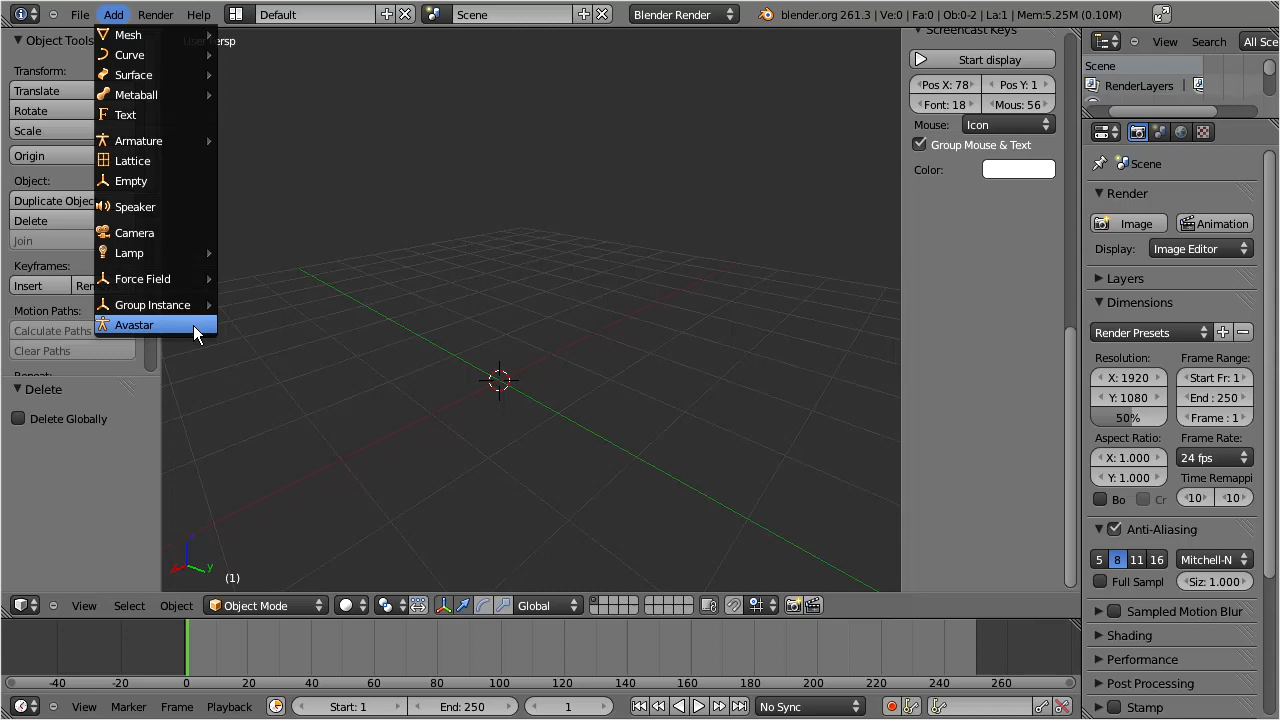 File Add Render Help Default Scene Blender Render blender.org 261.3 | Ve:0 | Fa:0 | Ob:0-2 | La:1 | Mem:5.25M (0.10M)
Object Tools
Transform:
Translate
Rotate
Scale
Origin
Object:
Delete
Join
Keyframes:
Insert
Motion Paths:
Calculate Paths
Clear Paths
Delete
Delete Globally
Mesh
Curve
Surface
Metaball
Text
Armature
Lattice
Empty
Speaker
Camera
Lamp
Force Field
Group Instance
Avastar
(1)
z
x
y
Screencast Keys
Start display
Pos X: 78 Pos Y: 1
Font: 18 Mous: 56
Mouse: Icon
Group Mouse & Text
Color:
View Search All Sce
Scene
RenderLayers
Scene
Render
Image Animation
Display: Image Editor
Layers
Dimensions
Render Presets
Resolution: Frame Range:
X: 1920 Start Fr: 1
Y: 1080 End : 250
50% Frame : 1
Aspect Ratio: Frame Rate:
X: 1.000 24 fps
Y: 1.000 Time Remappi
Bo Cr 10 10
Anti-Aliasing
5 8 11 16 Mitchell-N
Full Sampl Siz: 1.000
Sampled Motion Blur
Shading
Performance
Post Processing
Stamp
View Select Object Object Mode Global
-40 -20 0 20 40 60 80 100 120 140 160 180 200 220 240 260
View Marker Frame Playback Start: 1 End: 250 1 No Sync